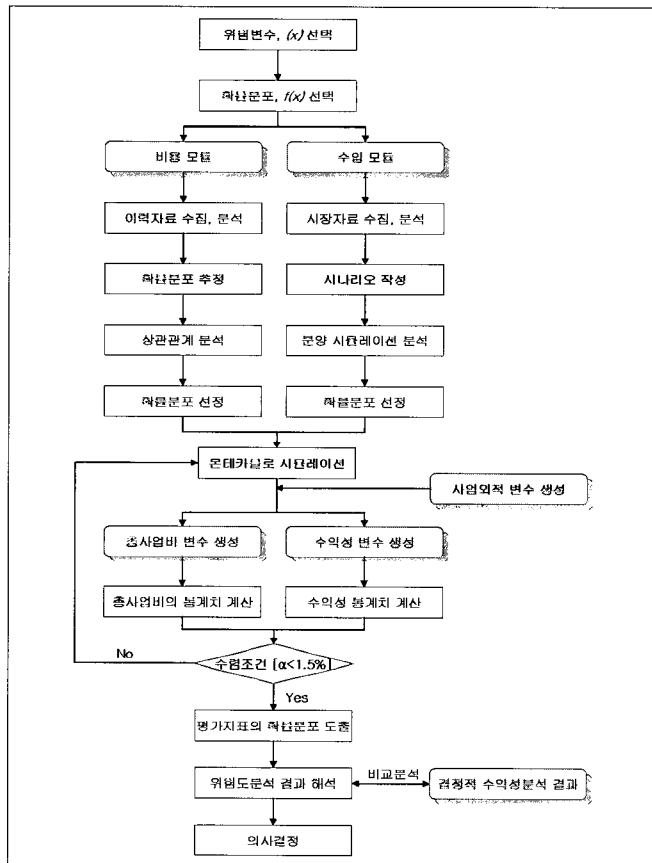 위험변수, (x) 선택
확률분포, f(x) 선택
비용 모듈
수입 모듈
이력자료 수집, 분석
시장자료 수집, 분석
확률분포 추정
시나리오 작성
상관관계 분석
분양 시뮬레이션 분석
확률분포 선정
확률분포 선정
몬테카를로 시뮬레이션
사업외적 변수 생성
총사업비 변수 생성
수익성 변수 생성
총사업비의 통계치 계산
수익성 통계치 계산
No
수렴조건 [α<1.5%]
Yes
평가지표의 확률분포 도출
위험도분석 결과 해석
비교분석
결정적 수익성분석 결과
의사결정